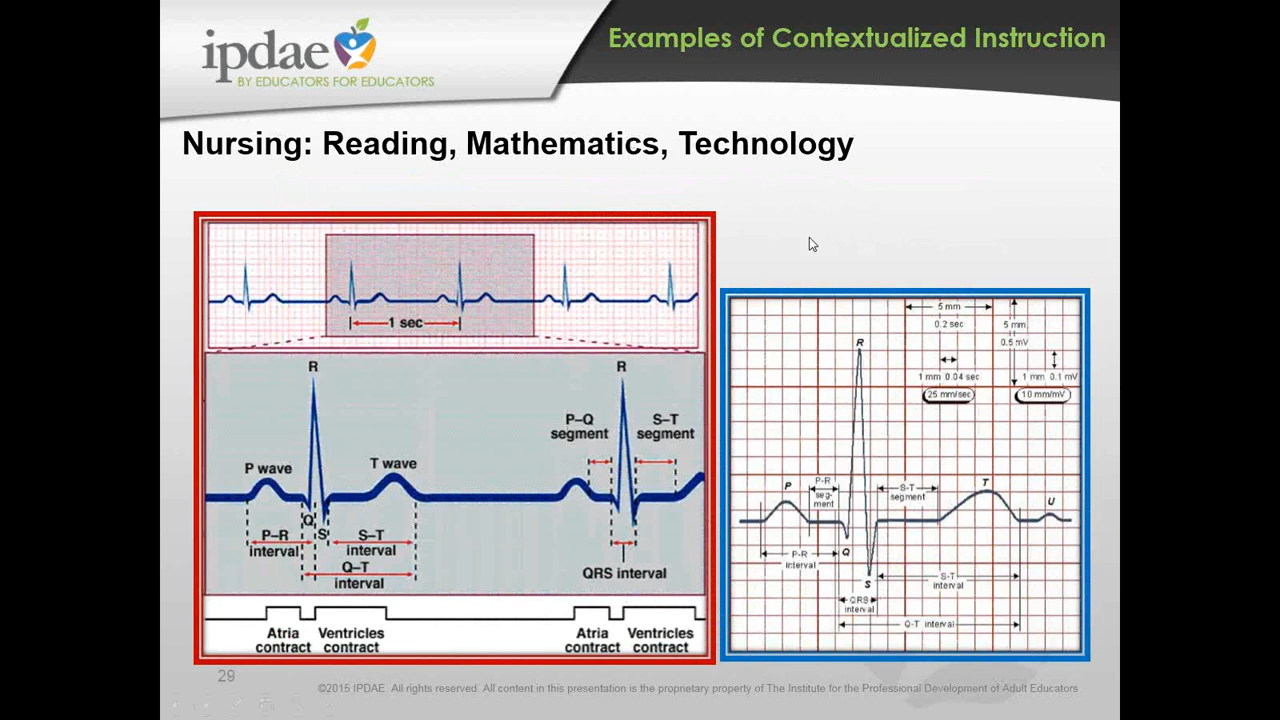 ipdae
BY EDUCATORS FOR EDUCATORS
Examples of Contextualized Instruction
Nursing: Reading, Mathematics, Technology
1 sec
R
R
P–Q
segment
S–T
segment
P wave
T wave
Q
S
P–R
interval
S–T
interval
Q–T
interval
QRS interval
Atria
contract
Ventricles
contract
Atria
contract
Ventricles
contract
5 mm
0.2 sec
5 mm
0.5 mV
R
1 mm 0.04 sec
1 mm 0.1 mV
25 mm/sec
10 mm/mV
P
P-R
seg-
ment
S-T
segment
T
U
Q
P-R
interval
S
S-T
interval
QRS
interval
Q-T interval
29
©2015 IPDAE. All rights reserved. All content in this presentation is the proprietary property of The Institute for the Professional Development of Adult Educators